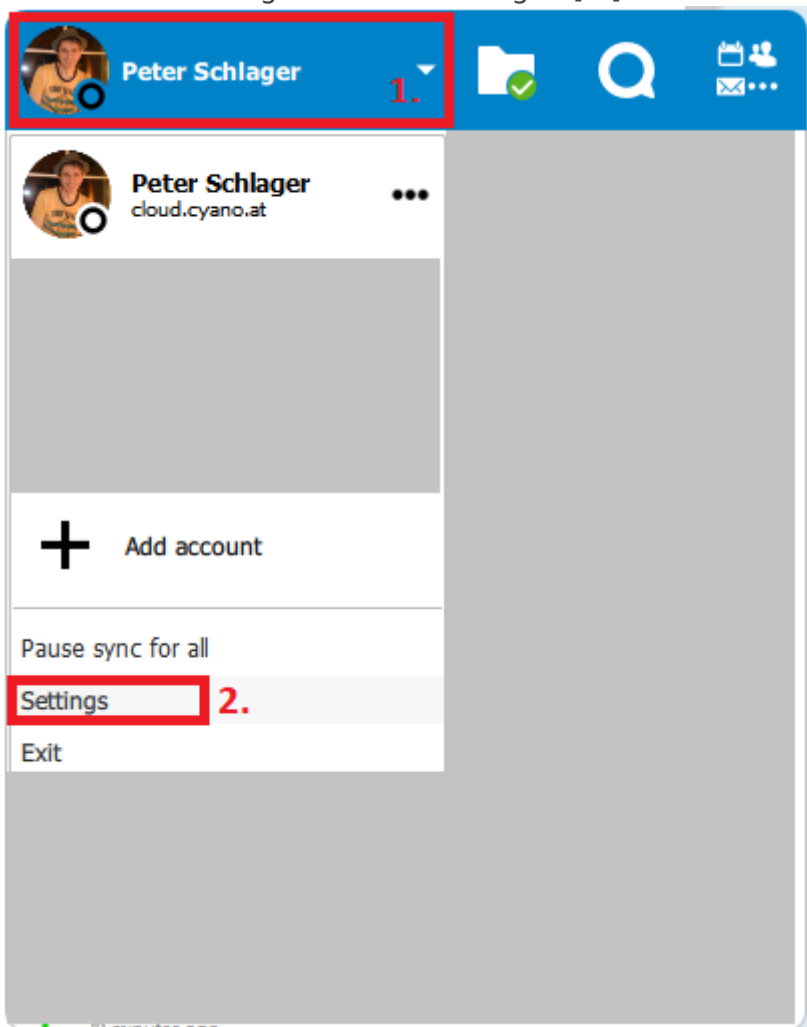 Peter Schlager
1.
Peter Schlager
cloud.cyano.at
Add account
Pause sync for all
Settings
2.
Exit